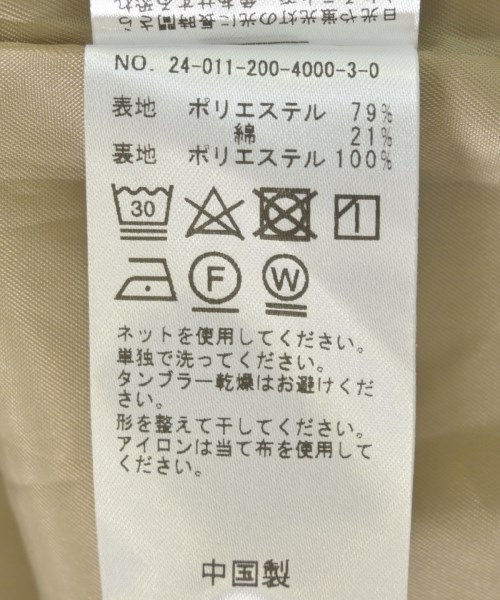 NO. 24-011-200-4000-3-0
表地 ポリエステル 79%
綿 21%
裏地 ポリエステル 100%
30
F
W
ネットを使用してください。
単独で洗ってください。
タンブラー乾燥はお避けくだ
さい。
形を整えて干してください。
アイロンは当て布を使用して
ください。
中国製